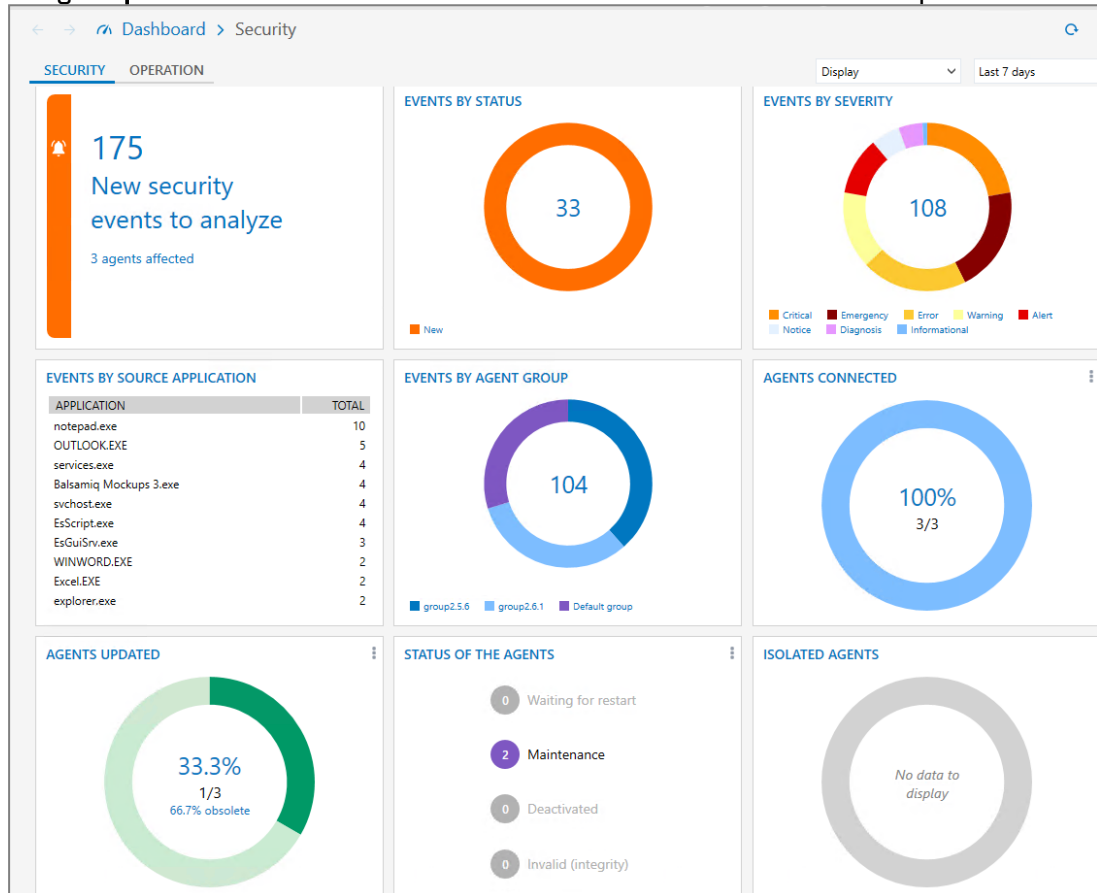 Dashboard > Security
SECURITY OPERATION
Display
Last 7 days
175
New security
events to analyze
3 agents affected
EVENTS BY STATUS
33
New
EVENTS BY SEVERITY
108
Critical Emergency Error Warning Alert
Notice Diagnosis Informational
EVENTS BY SOURCE APPLICATION
APPLICATION TOTAL
notepad.exe 10
OUTLOOK.EXE 5
services.exe 4
Balsamiq Mockups 3.exe 4
svchost.exe 4
EsScript.exe 4
EsGuiSrv.exe 3
WINWORD.EXE 2
Excel.EXE 2
explorer.exe 2
EVENTS BY AGENT GROUP
104
group2.5.6 group2.6.1 Default group
AGENTS CONNECTED
100%
3/3
AGENTS UPDATED
33.3%
1/3
66.7% obsolete
STATUS OF THE AGENTS
0 Waiting for restart
2 Maintenance
0 Deactivated
0 Invalid (integrity)
ISOLATED AGENTS
No data to
display